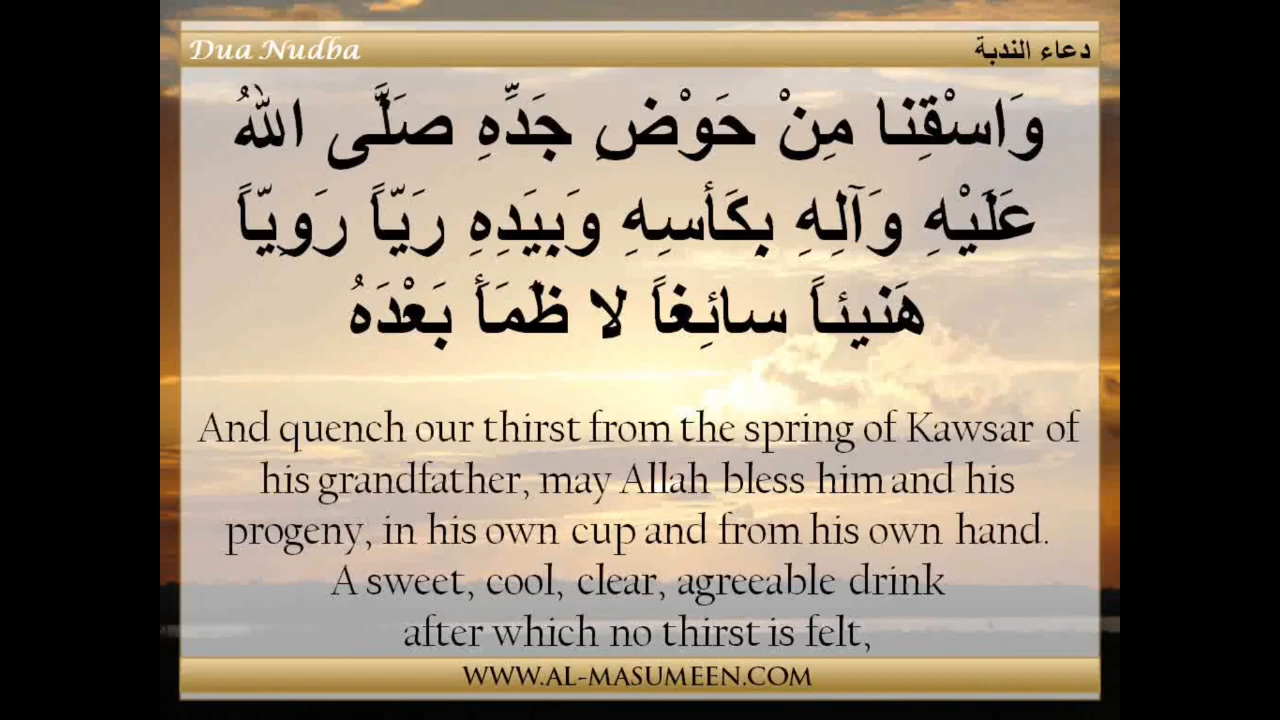 Dua Nudba
دعاء الندبة
وَاسْقِنا مِنْ حَوْضِ جَدِّهِ صَلَّى اللهُ
عَلَيْهِ وَآلِهِ بِكَأسِهِ وَبِيَدِهِ رَيّاً رَوِيّاً
هَنيئاً سائِغاً لا ظَمَأَ بَعْدَهُ
And quench our thirst from the spring of Kawsar of
his grandfather, may Allah bless him and his
progeny, in his own cup and from his own hand.
A sweet, cool, clear, agreeable drink
after which no thirst is felt,
WWW.AL-MASUMEEN.COM